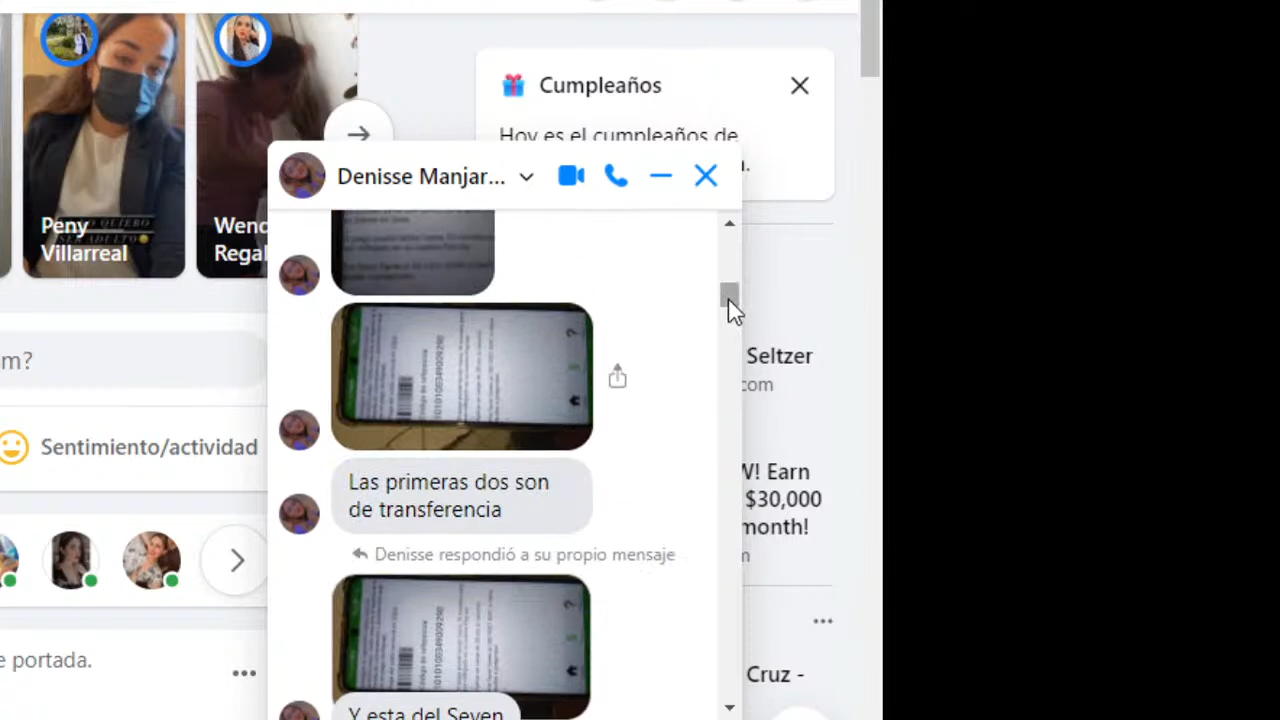 Peny
Villarreal
Wend
Regal
Cumpleaños
Hoy es el cumpleaños de
Denisse Manjar...
m?
Sentimiento/actividad
Las primeras dos son
de transferencia
Denisse respondió a su propio mensaje
Y esta del Seven
Seltzer
com
W! Earn
$30,000
month!
Cruz -
e portada.